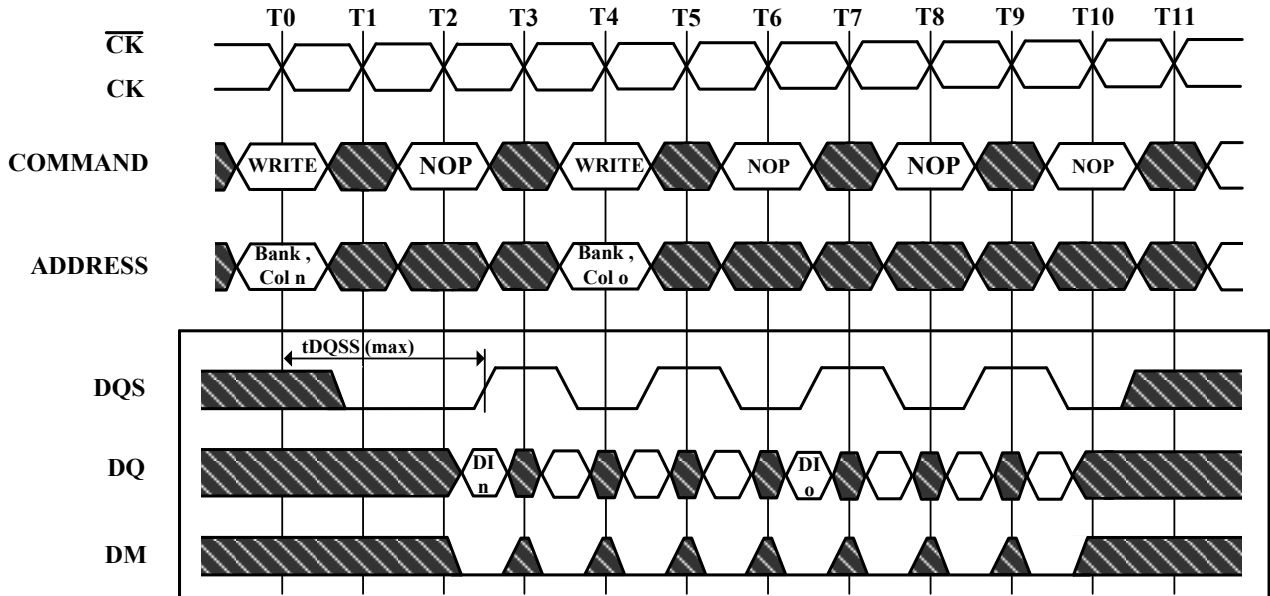 T0 T1 T2 T3 T4 T5 T6 T7 T8 T9 T10 T11
CK
CK
COMMAND WRITE NOP WRITE NOP NOP NOP
ADDRESS Bank , Bank ,
Col n Col o
tDQSS (max)
DQS
DQ DI DI
n o
DM